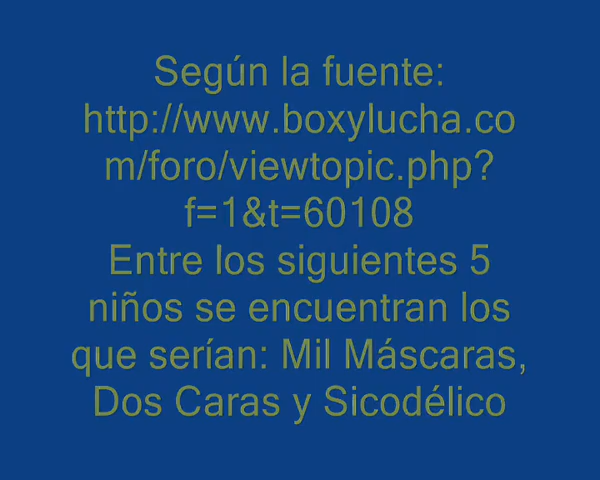 Según la fuente:
http://www.boxylucha.co
m/foro/viewtopic.php?
f=1&t=60108
Entre los siguientes 5
niños se encuentran los
que serían: Mil Máscaras,
Dos Caras y Sicodélico